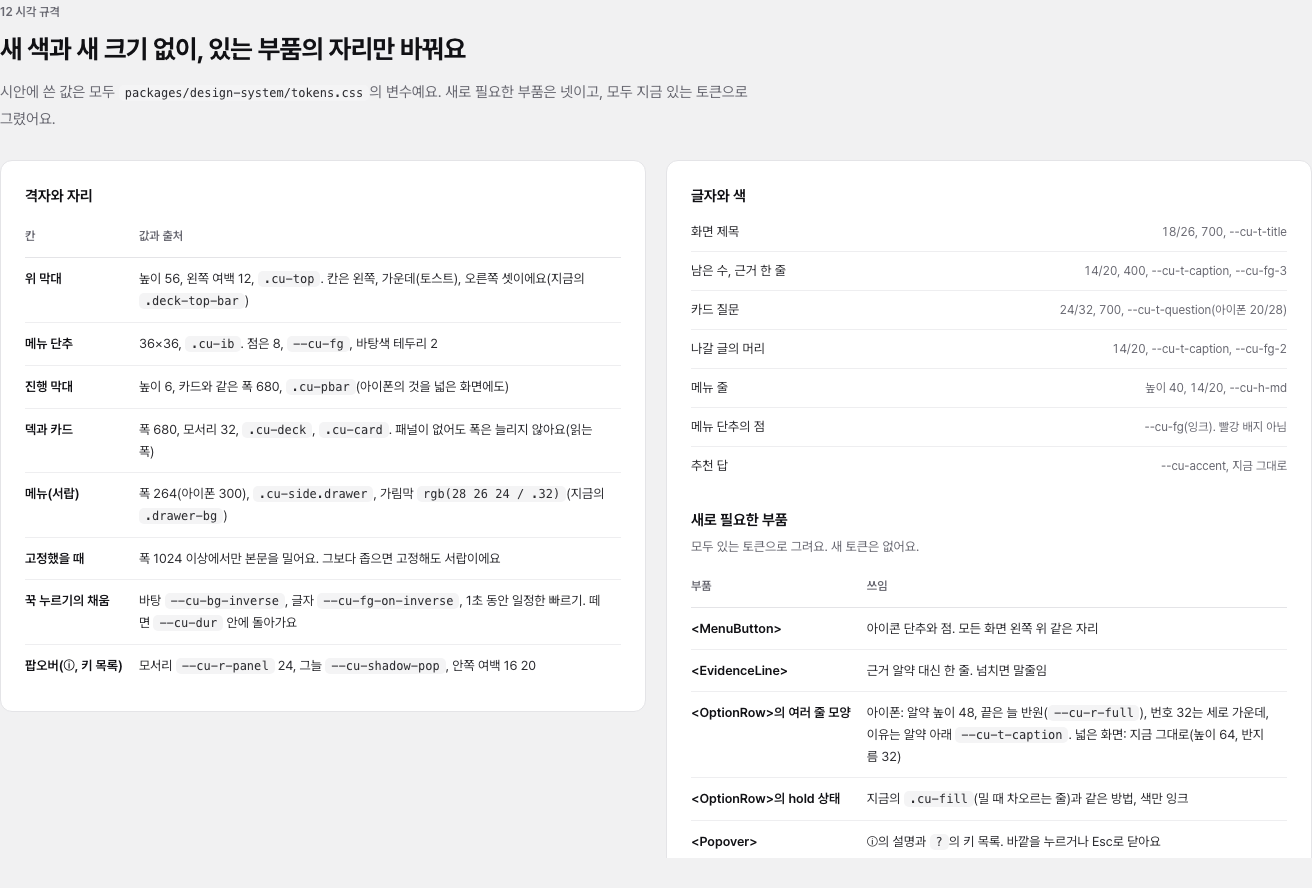 12 시각 규격
새 색과 새 크기 없이, 있는 부품의 자리만 바꿔요
시안에 쓴 값은 모두 packages/design-system/tokens.css 의 변수예요. 새로 필요한 부품은 넷이고, 모두 지금 있는 토큰으로
그렸어요.
격자와 자리
칸 값과 출처
위 막대 높이 56, 왼쪽 여백 12, .cu-top . 칸은 왼쪽, 가운데(토스트), 오른쪽 셋이에요(지금의
.deck-top-bar )
메뉴 단추 36×36, .cu-ib . 점은 8, --cu-fg , 바탕색 테두리 2
진행 막대 높이 6, 카드와 같은 폭 680, .cu-pbar (아이폰의 것을 넓은 화면에도)
덱과 카드 폭 680, 모서리 32, .cu-deck , .cu-card . 패널이 없어도 폭은 늘리지 않아요(읽는
폭)
메뉴(서랍) 폭 264(아이폰 300), .cu-side.drawer , 가림막 rgb(28 26 24 / .32) (지금의
.drawer-bg )
고정했을 때 폭 1024 이상에서만 본문을 밀어요. 그보다 좁으면 고정해도 서랍이에요
꾹 누르기의 채움 바탕 --cu-bg-inverse , 글자 --cu-fg-on-inverse , 1초 동안 일정한 빠르기. 떼
면 --cu-dur 안에 돌아가요
팝오버(ⓘ, 키 목록) 모서리 --cu-r-panel 24, 그늘 --cu-shadow-pop , 안쪽 여백 16 20
글자와 색
화면 제목 18/26, 700, --cu-t-title
남은 수, 근거 한 줄 14/20, 400, --cu-t-caption, --cu-fg-3
카드 질문 24/32, 700, --cu-t-question(아이폰 20/28)
나갈 글의 머리 14/20, --cu-t-caption, --cu-fg-2
메뉴 줄 높이 40, 14/20, --cu-h-md
메뉴 단추의 점 --cu-fg(잉크). 빨강 배지 아님
추천 답 --cu-accent, 지금 그대로
새로 필요한 부품
모두 있는 토큰으로 그려요. 새 토큰은 없어요.
부품 쓰임
<MenuButton> 아이콘 단추와 점. 모든 화면 왼쪽 위 같은 자리
<EvidenceLine> 근거 알약 대신 한 줄. 넘치면 말줄임
<OptionRow>의 여러 줄 모양 아이폰: 알약 높이 48, 끝은 늘 반원( --cu-r-full ), 번호 32는 세로 가운데,
이유는 알약 아래 --cu-t-caption . 넓은 화면: 지금 그대로(높이 64, 반지
름 32)
<OptionRow>의 hold 상태 지금의 .cu-fill (밀 때 차오르는 줄)과 같은 방법, 색만 잉크
<Popover> ⓘ의 설명과 ? 의 키 목록. 바깥을 누르거나 Esc로 닫아요